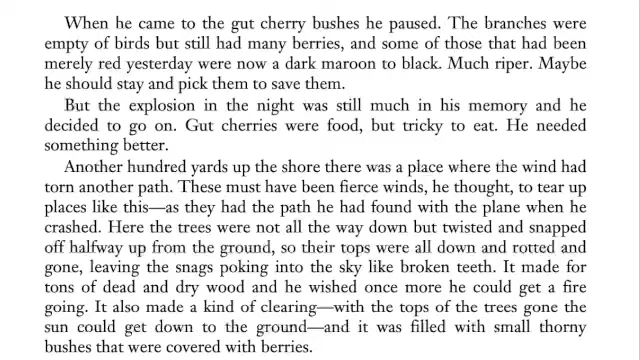 When he came to the gut cherry bushes he paused. The branches were
empty of birds but still had many berries, and some of those that had been
merely red yesterday were now a dark maroon to black. Much riper. Maybe
he should stay and pick them to save them.
But the explosion in the night was still much in his memory and he
decided to go on. Gut cherries were food, but tricky to eat. He needed
something better.
Another hundred yards up the shore there was a place where the wind had
torn another path. These must have been fierce winds, he thought, to tear up
places like this—as they had the path he had found with the plane when he
crashed. Here the trees were not all the way down but twisted and snapped
off halfway up from the ground, so their tops were all down and rotted and
gone, leaving the snags poking into the sky like broken teeth. It made for
tons of dead and dry wood and he wished once more he could get a fire
going. It also made a kind of clearing—with the tops of the trees gone the
sun could get down to the ground—and it was filled with small thorny
bushes that were covered with berries.